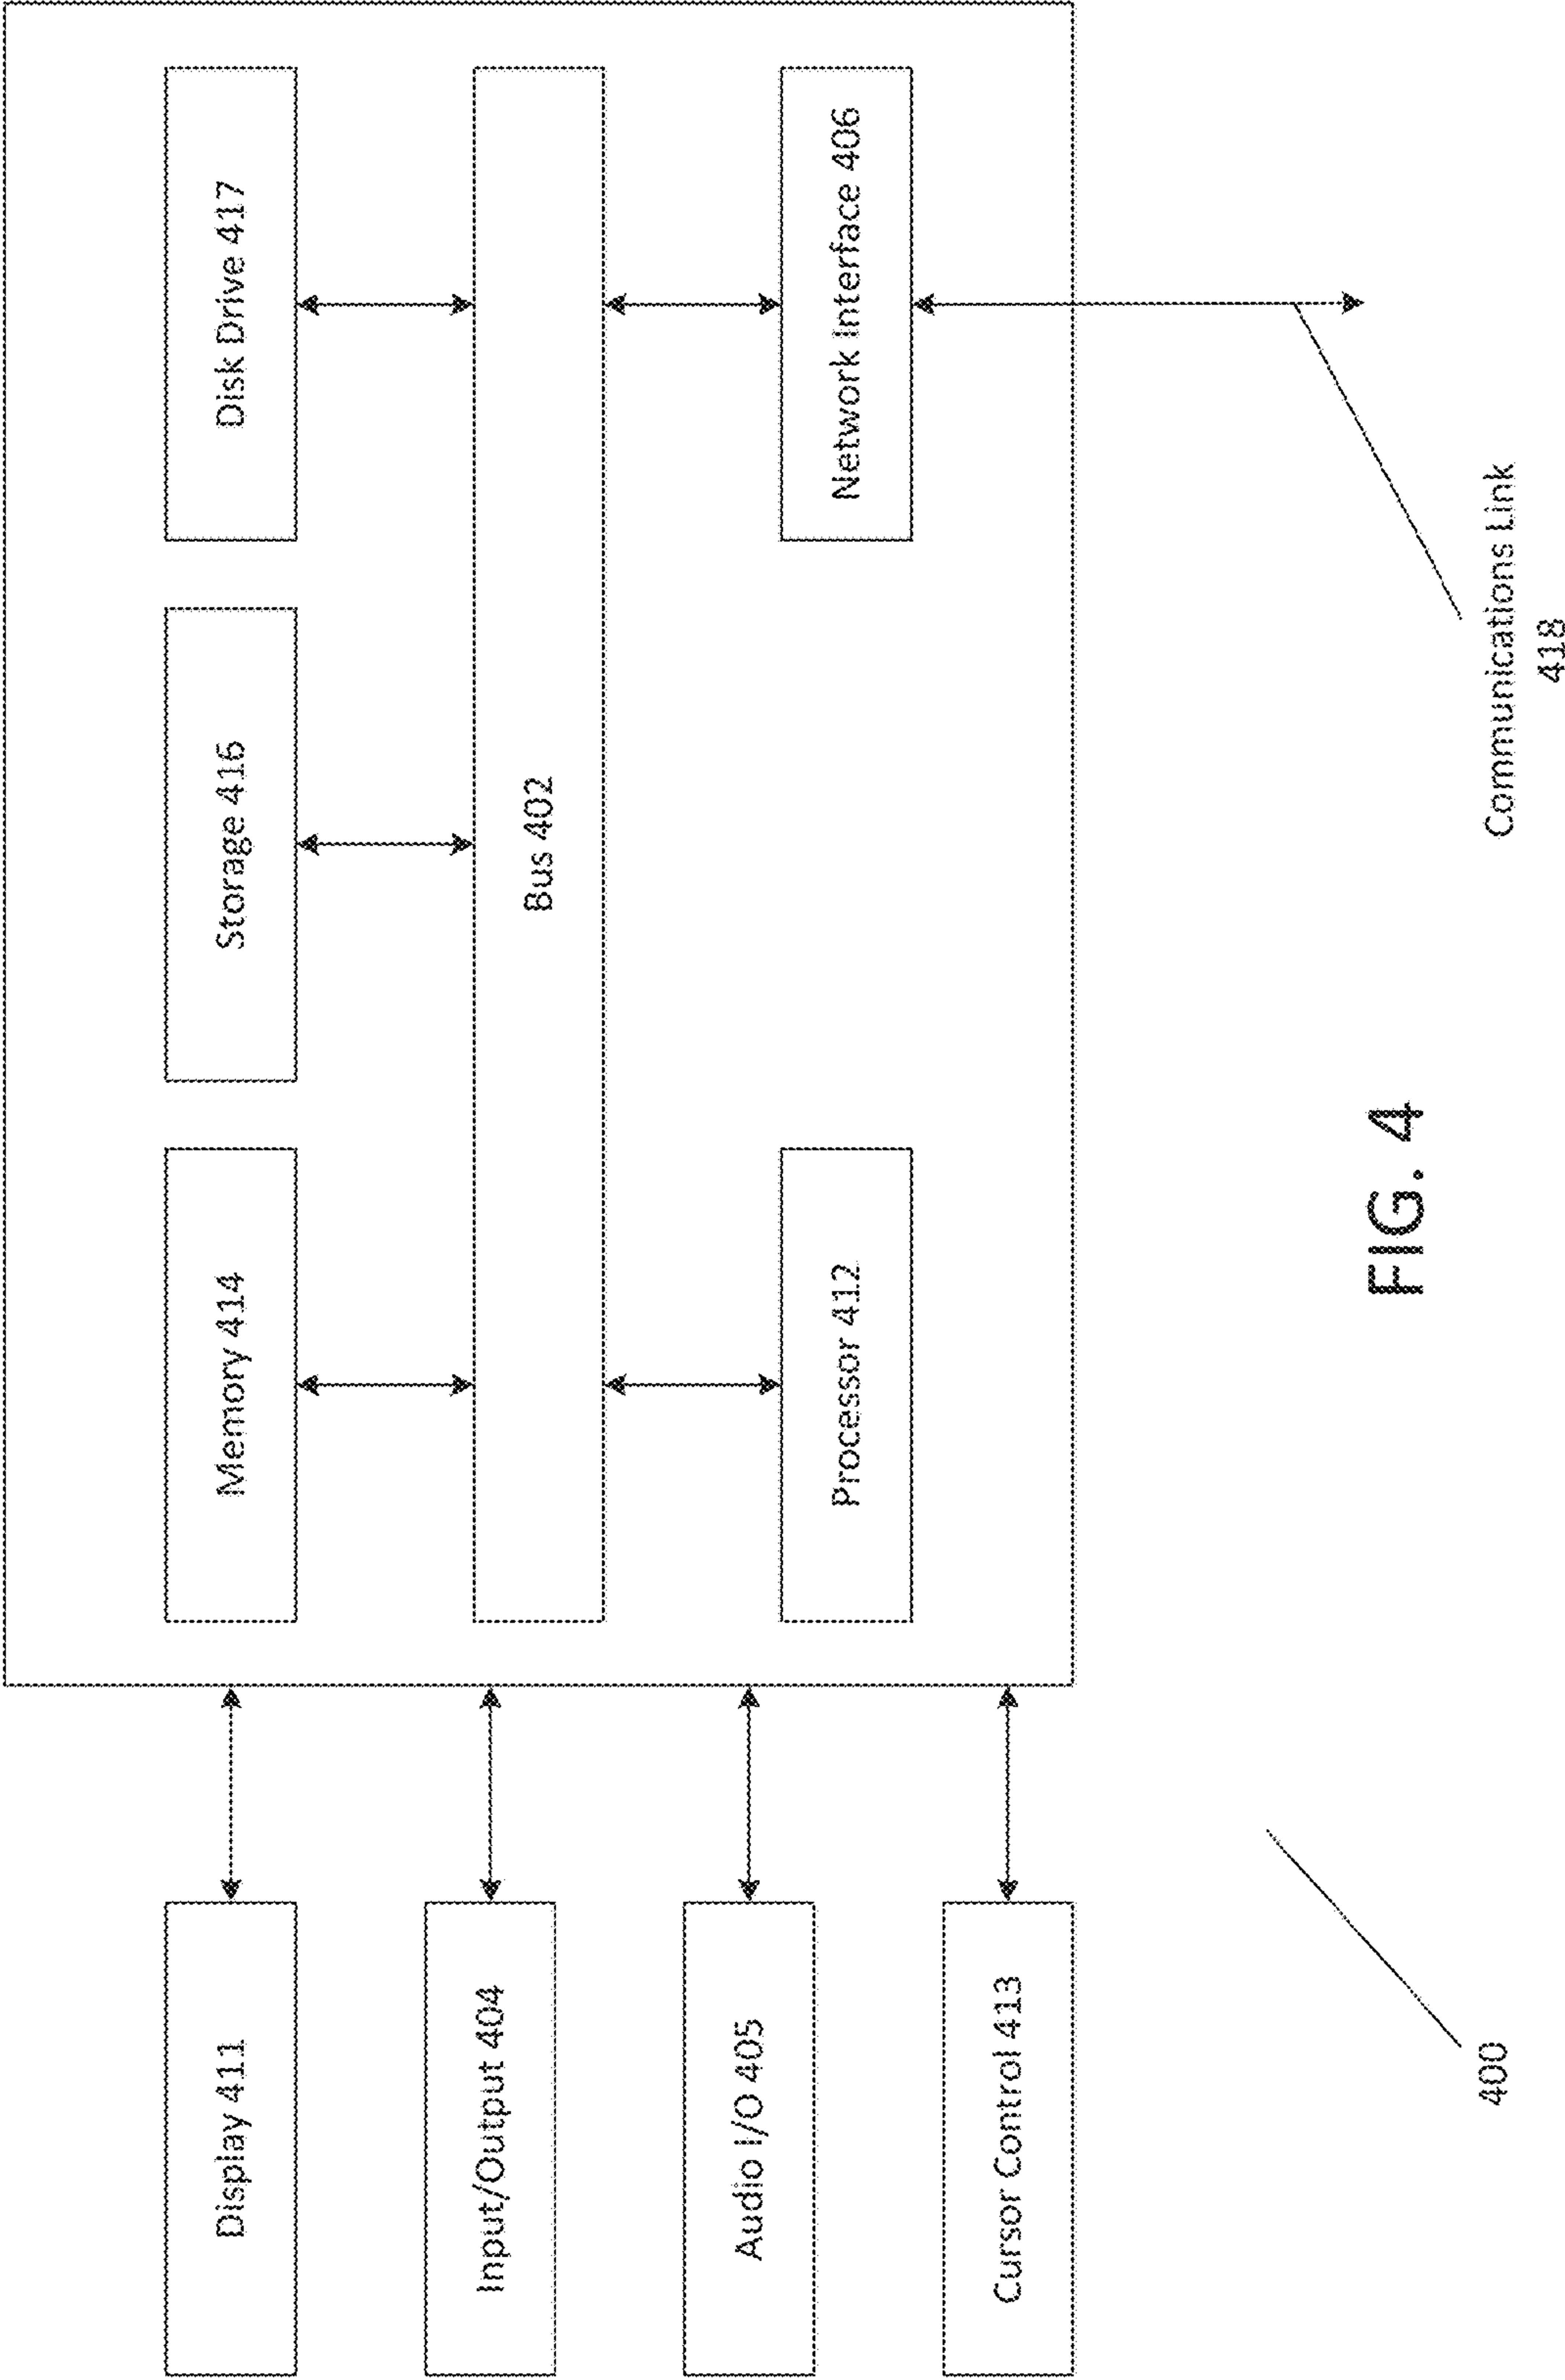 Display 411
Memory 414
Storage 416
Disk Drive 417
Input/Output 404
Bus 402
Audio I/O 405
Processor 412
Network Interface 406
Cursor Control 413
FIG. 4
400
Communications Link
418